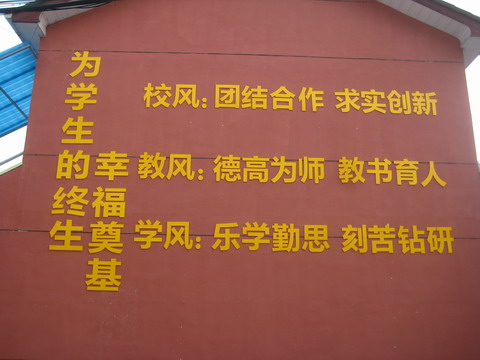 为学生的终生
幸福奠基
校风：团结合作 求实创新
教风：德高为师 教书育人
学风：乐学勤思 刻苦钻研